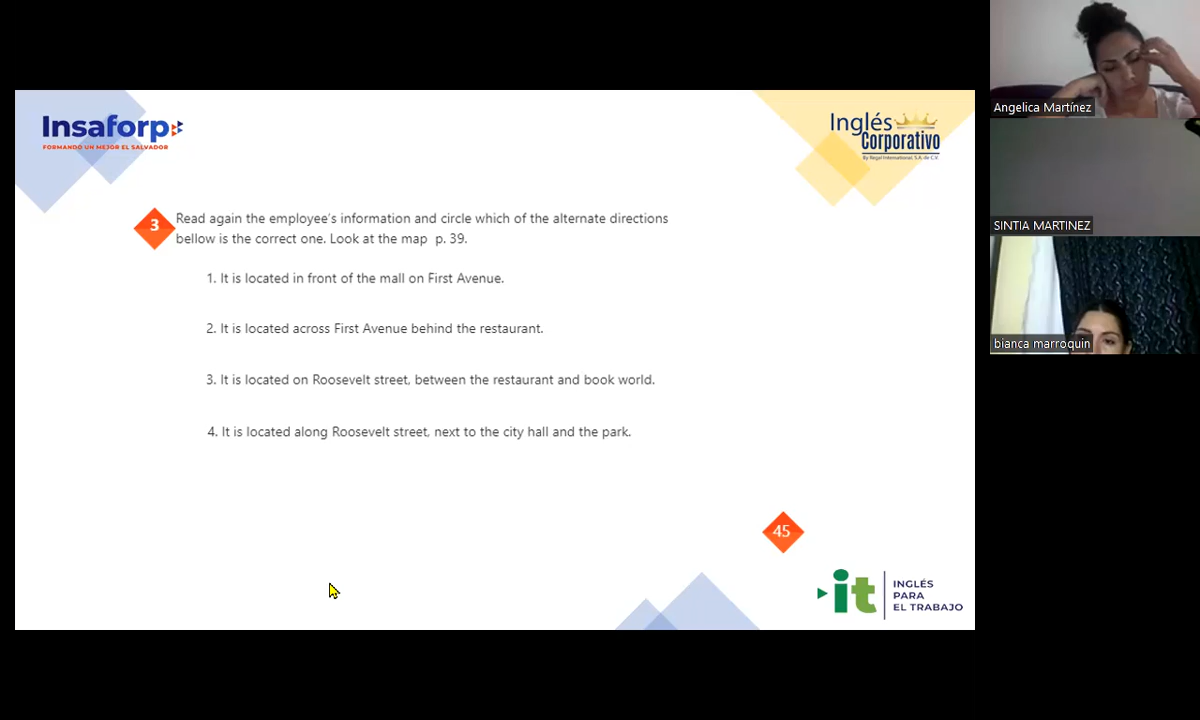 Insaforp
FORMANDO UN MEJOR EL SALVADOR
Inglés
Corporativo
By Regal International, S.A. de C.V.
3
Read again the employee's information and circle which of the alternate directions
bellow is the correct one. Look at the map p. 39.
1. It is located in front of the mall on First Avenue.
2. It is located across First Avenue behind the restaurant.
3. It is located on Roosevelt street, between the restaurant and book world.
4. It is located along Roosevelt street, next to the city hall and the park.
45
it
INGLÉS
PARA
EL TRABAJO
Angelica Martínez
SINTIA MARTINEZ
bianca marroquin